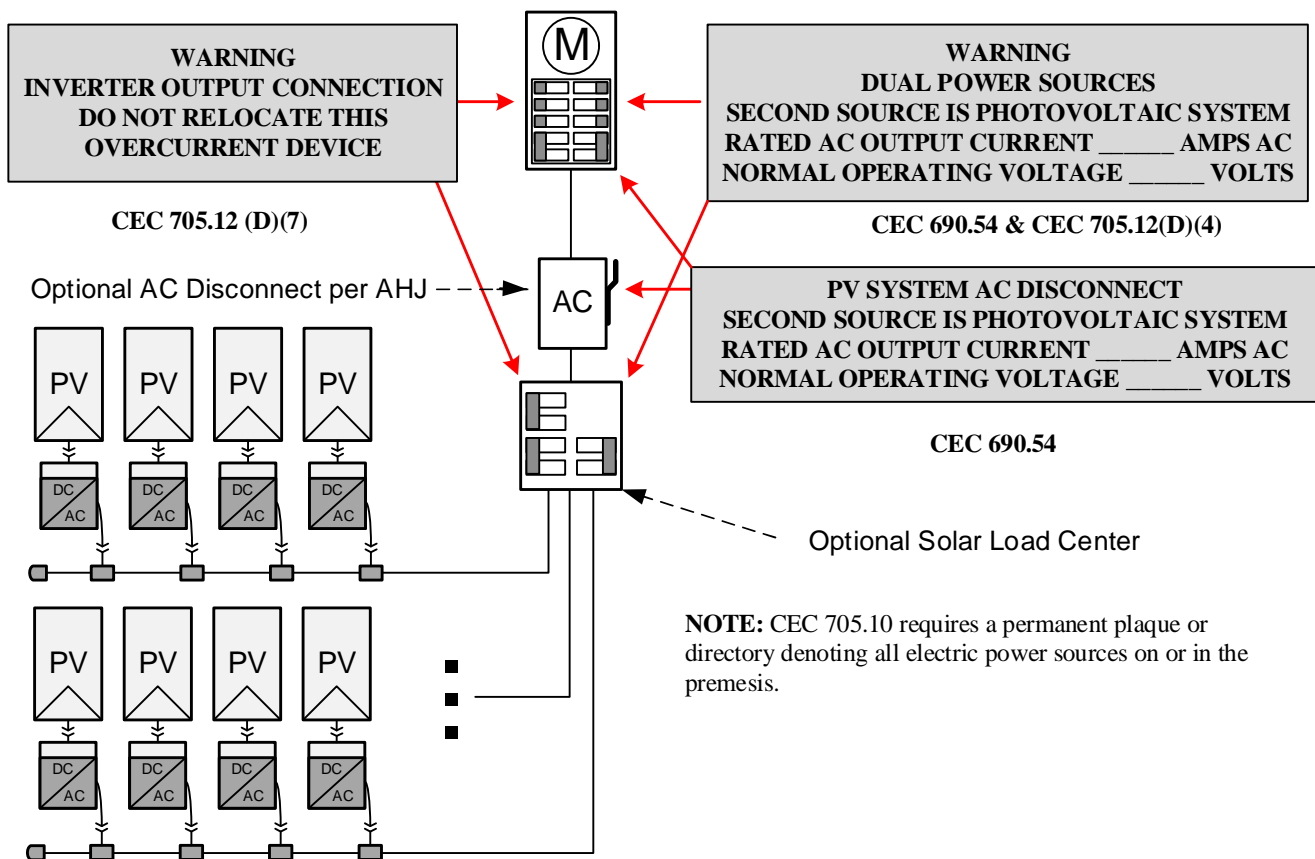 WARNING
INVERTER OUTPUT CONNECTION
DO NOT RELOCATE THIS
OVERCURRENT DEVICE
CEC 705.12 (D)(7)
M
WARNING
DUAL POWER SOURCES
SECOND SOURCE IS PHOTOVOLTAIC SYSTEM
RATED AC OUTPUT CURRENT ______ AMPS AC
NORMAL OPERATING VOLTAGE ______ VOLTS
CEC 690.54 & CEC 705.12(D)(4)
Optional AC Disconnect per AHJ
AC
PV SYSTEM AC DISCONNECT
SECOND SOURCE IS PHOTOVOLTAIC SYSTEM
RATED AC OUTPUT CURRENT ______ AMPS AC
NORMAL OPERATING VOLTAGE ______ VOLTS
CEC 690.54
PV PV PV PV
DC DC DC DC
AC AC AC AC
Optional Solar Load Center
NOTE: CEC 705.10 requires a permanent plaque or
directory denoting all electric power sources on or in the
premesis.
PV PV PV PV
DC DC DC DC
AC AC AC AC